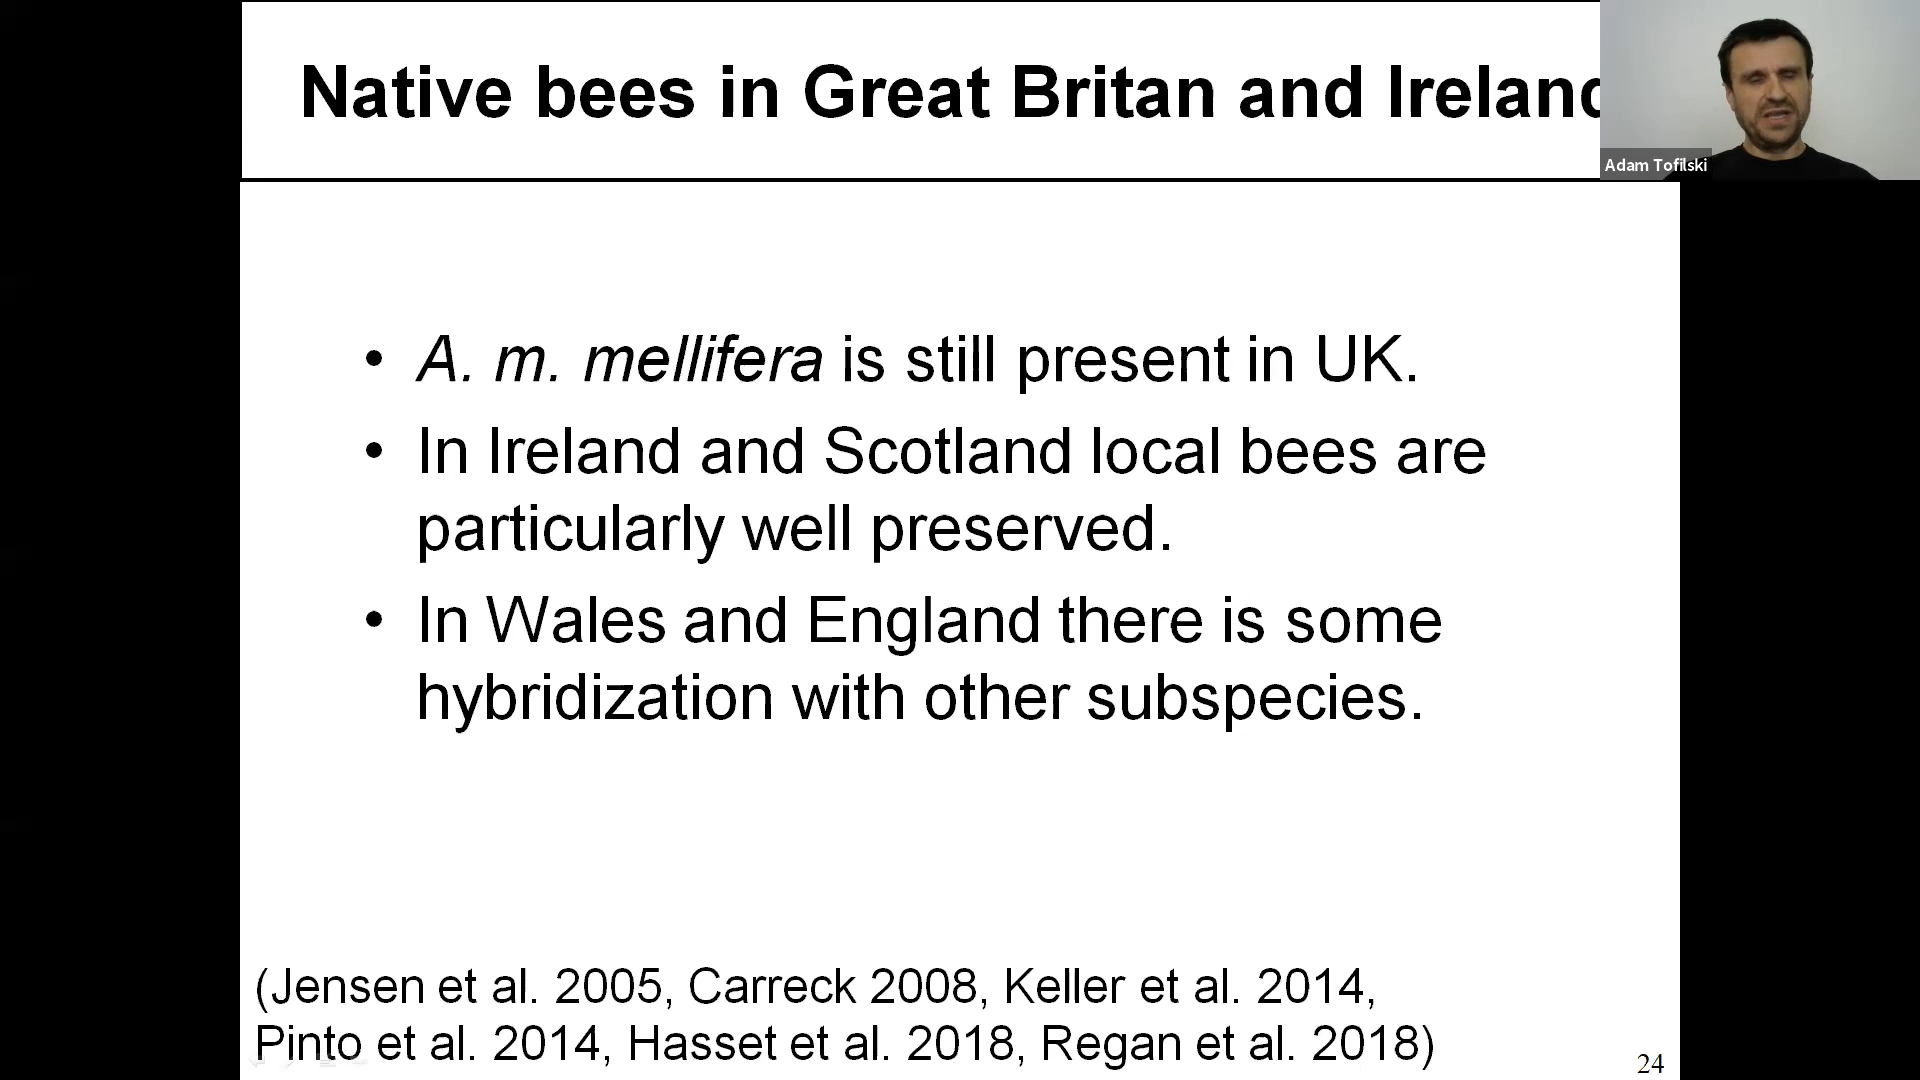 Native bees in Great Britan and Ireland
Adam Tofilski
• A. m. mellifera is still present in UK.
• In Ireland and Scotland local bees are
particularly well preserved.
• In Wales and England there is some
hybridization with other subspecies.
(Jensen et al. 2005, Carreck 2008, Keller et al. 2014,
Pinto et al. 2014, Hasset et al. 2018, Regan et al. 2018)
24